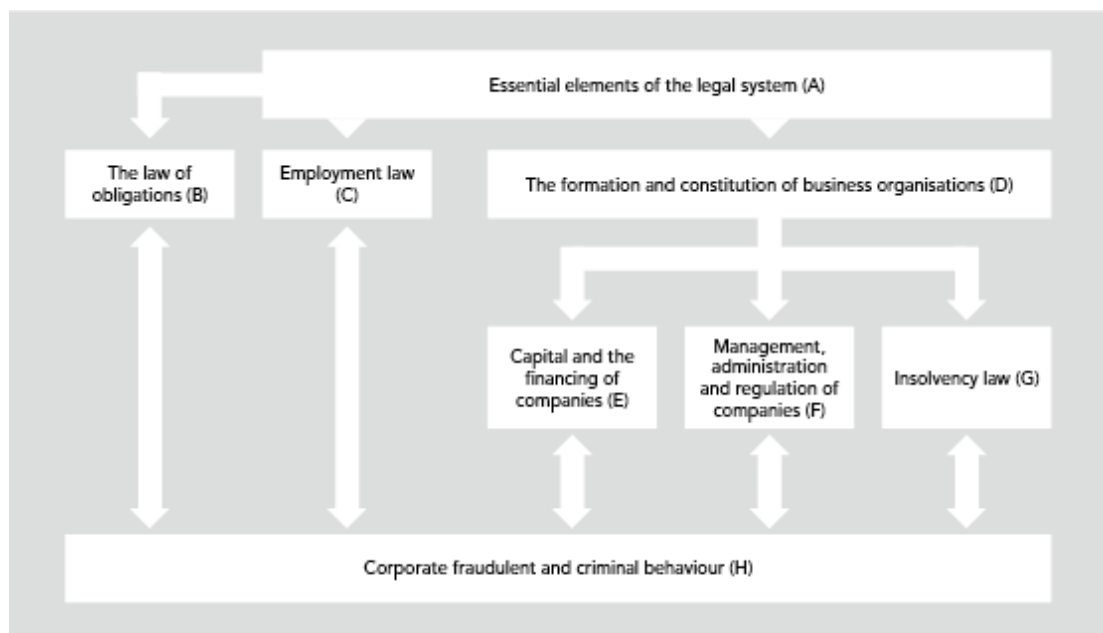 Essential elements of the legal system (A)
The law of
obligations (B)
Employment law
(C)
The formation and constitution of business organisations (D)
Capital and the
financing of
companies (E)
Management,
administration
and regulation of
companies (F)
Insolvency law (G)
Corporate fraudulent and criminal behaviour (H)